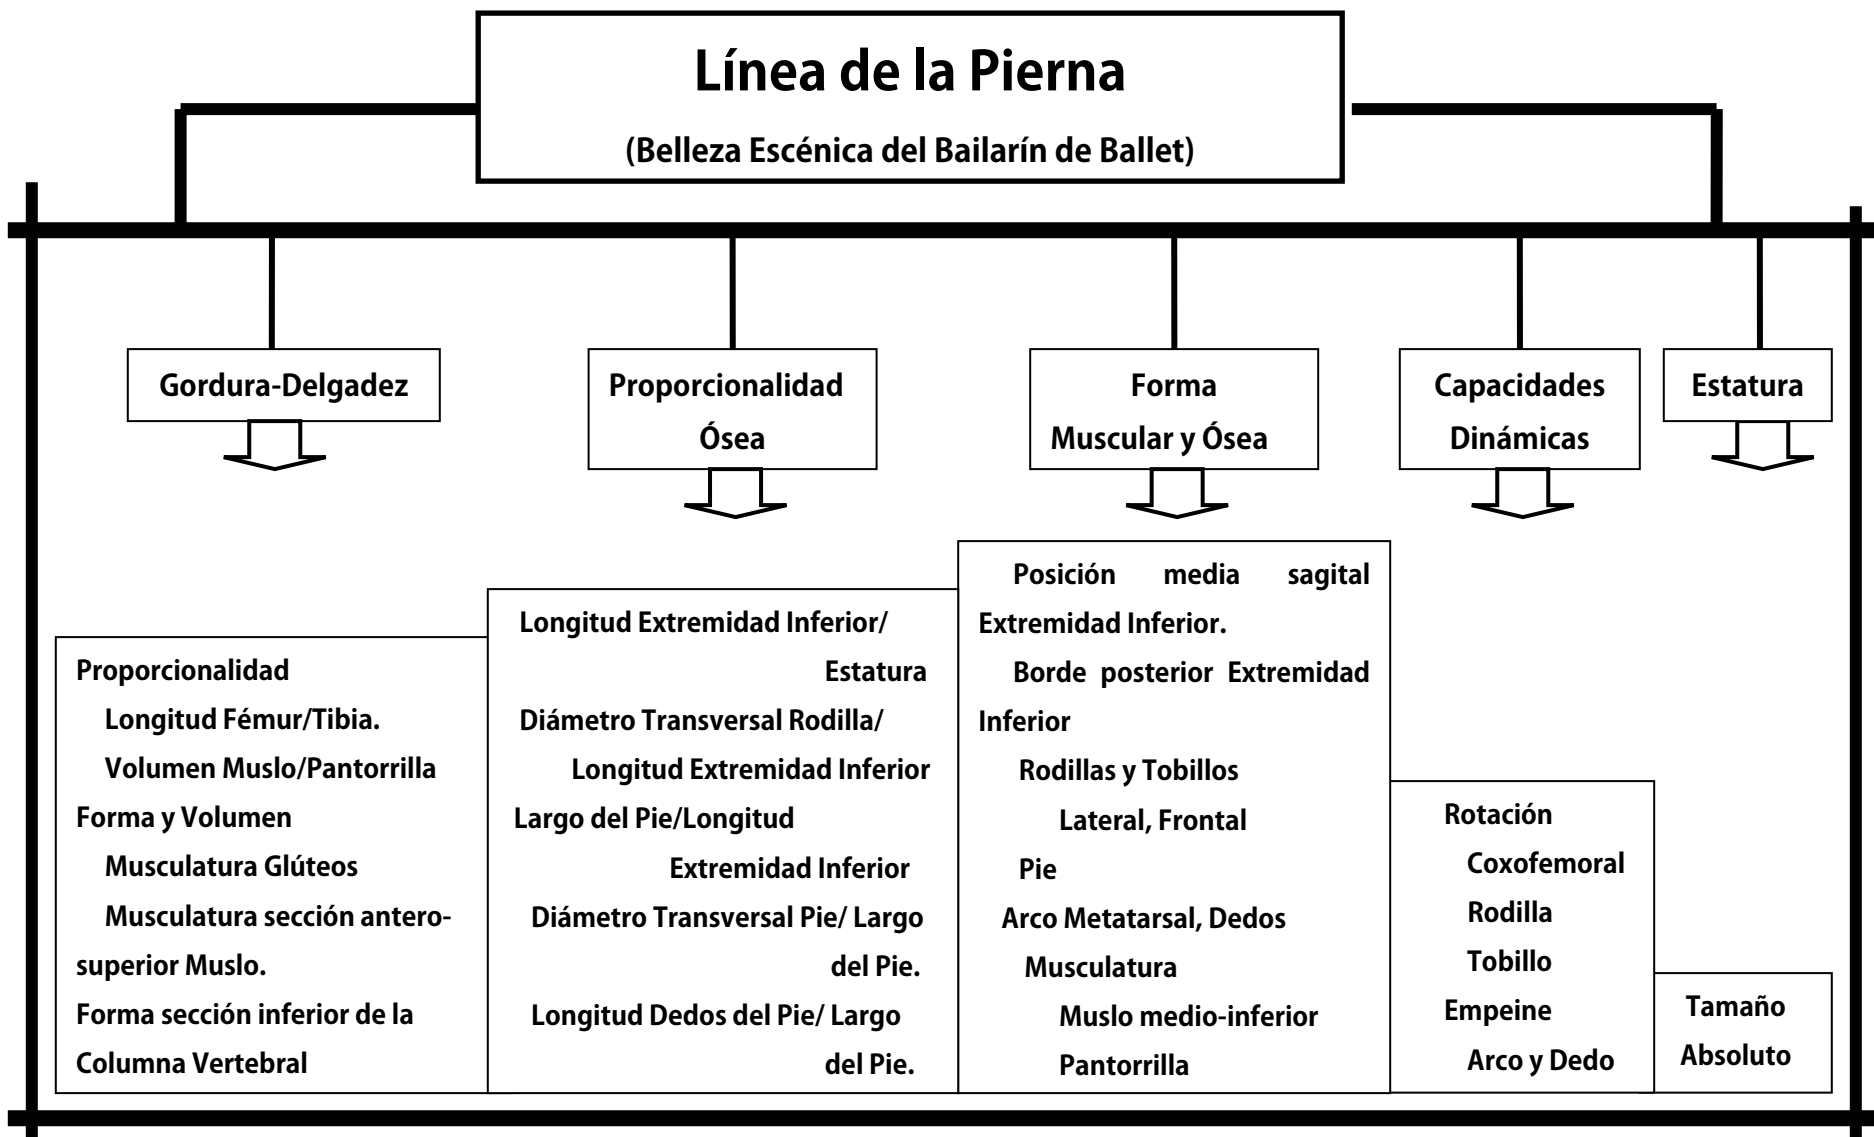 Línea de la Pierna
(Belleza Escénica del Bailarín de Ballet)
Gordura-Delgadez
Proporcionalidad
Ósea
Forma
Muscular y Ósea
Capacidades
Dinámicas
Estatura
Proporcionalidad
Longitud Fémur/Tibia.
Volumen Muslo/Pantorrilla
Forma y Volumen
Musculatura Glúteos
Musculatura sección antero-
superior Muslo.
Forma sección inferior de la
Columna Vertebral
Longitud Extremidad Inferior/
Estatura
Diámetro Transversal Rodilla/
Longitud Extremidad Inferior
Largo del Pie/Longitud
Extremidad Inferior
Diámetro Transversal Pie/ Largo
del Pie.
Longitud Dedos del Pie/ Largo
del Pie.
Posición media sagital
Extremidad Inferior.
Borde posterior Extremidad
Inferior
Rodillas y Tobillos
Lateral, Frontal
Pie
Arco Metatarsal, Dedos
Musculatura
Muslo medio-inferior
Pantorrilla
Rotación
Coxofemoral
Rodilla
Tobillo
Empeine
Arco y Dedo
Tamaño
Absoluto